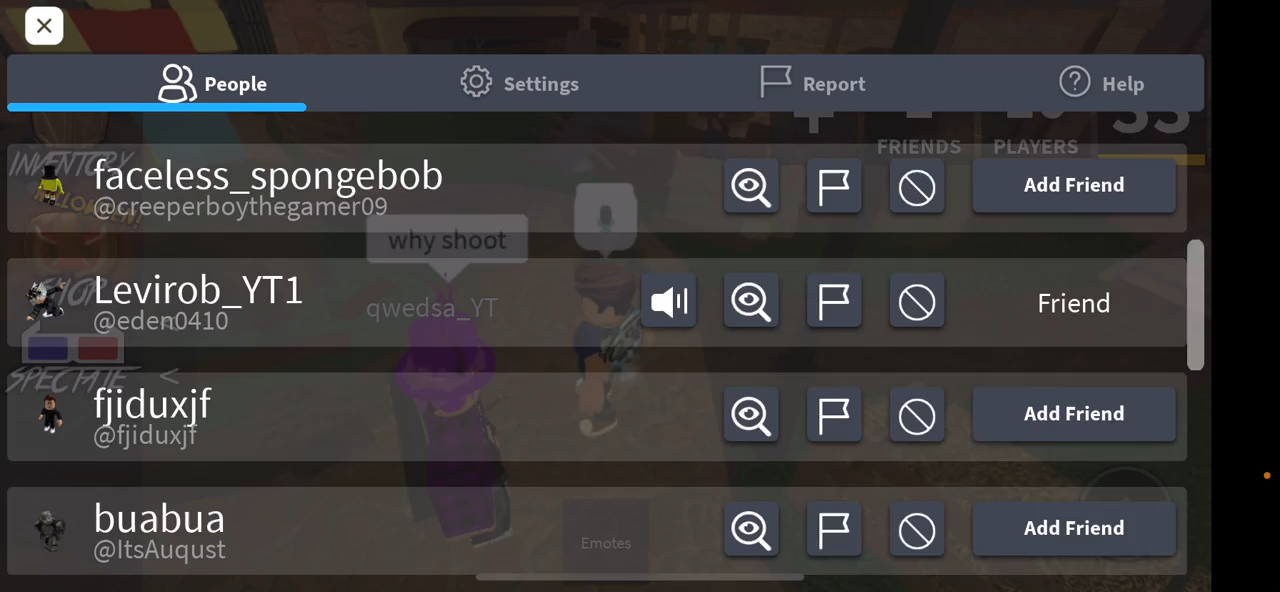 People
Settings
Report
Help
FRIENDS
PLAYERS
INVENTORY
faceless_spongebob
@creeperboythegamer09
Add Friend
why shoot
Levirob_YT1
@eden0410
qwedsa_YT
Friend
SPECTATE <
fjiduxjf
@fjiduxjf
Add Friend
buabua
@ItsAuqust
Add Friend
Emotes